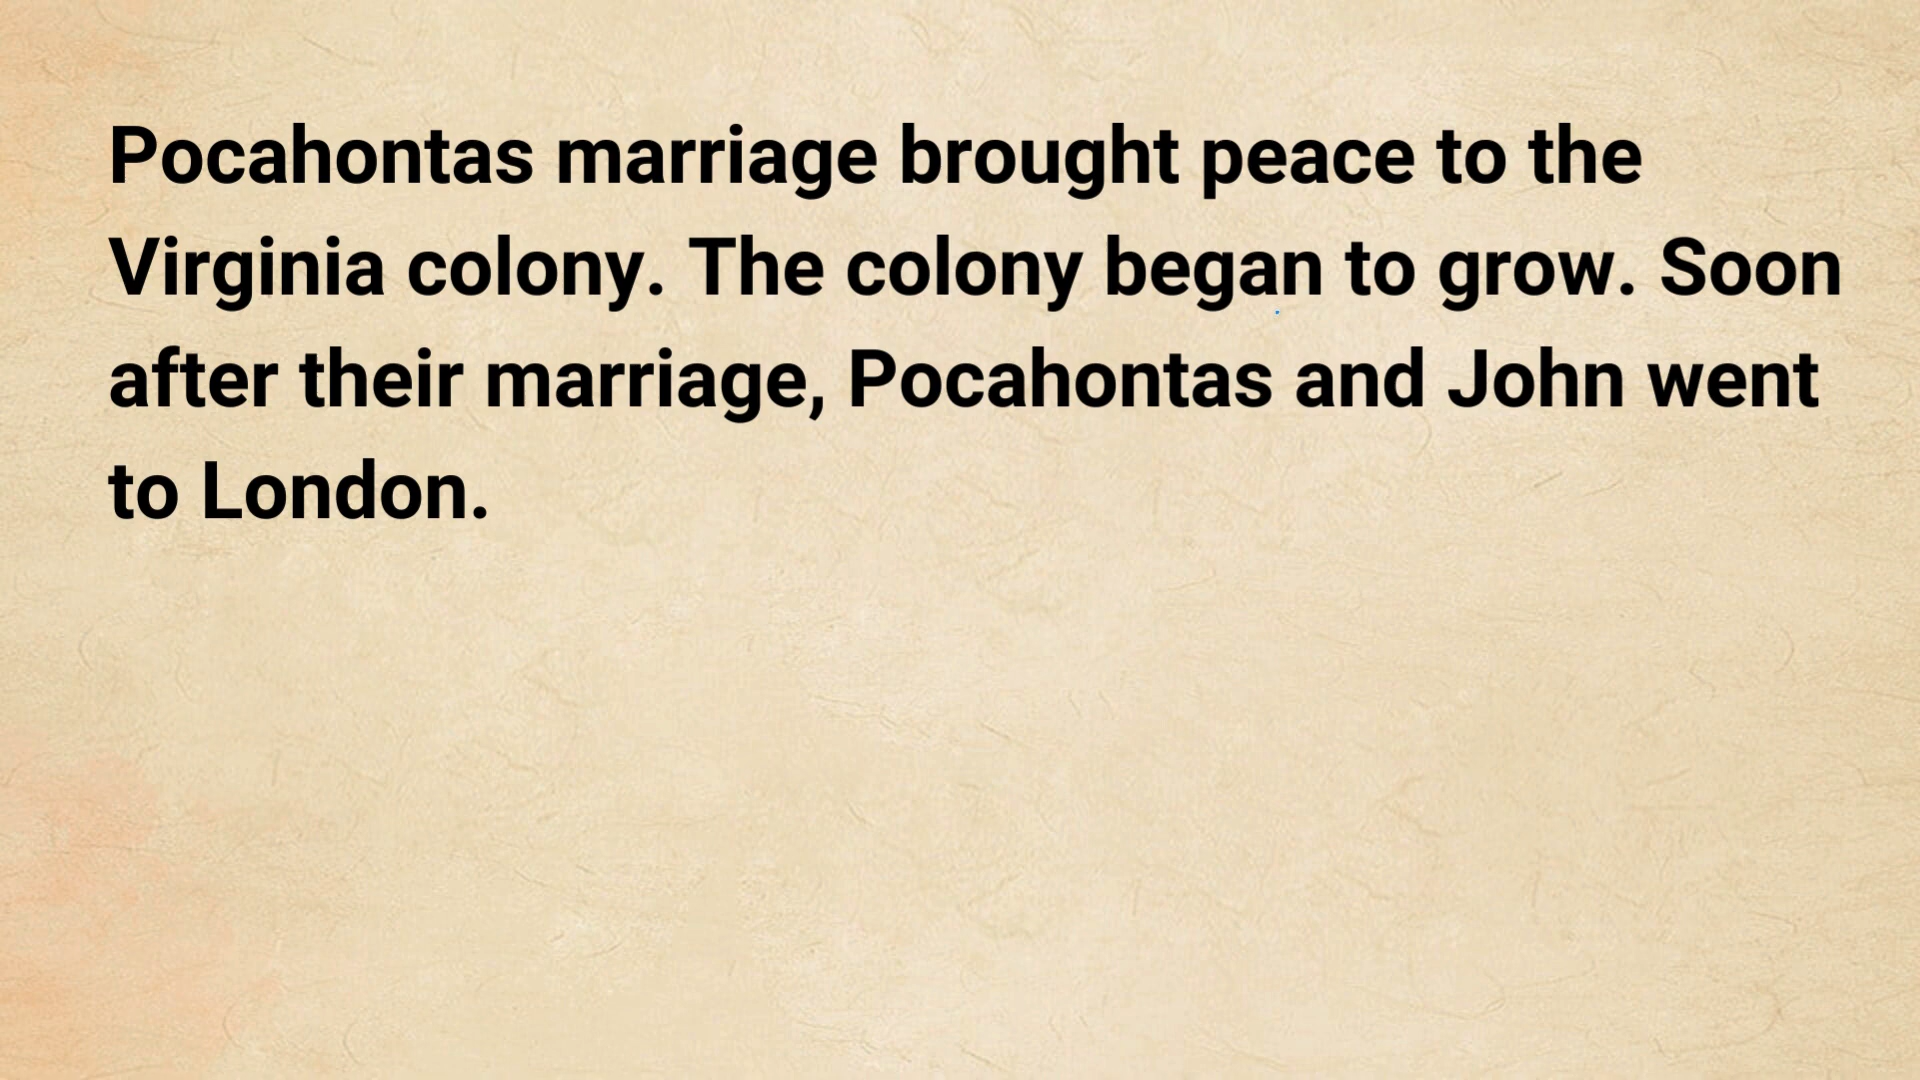 Pocahontas marriage brought peace to the
Virginia colony. The colony began to grow. Soon
after their marriage, Pocahontas and John went
to London.